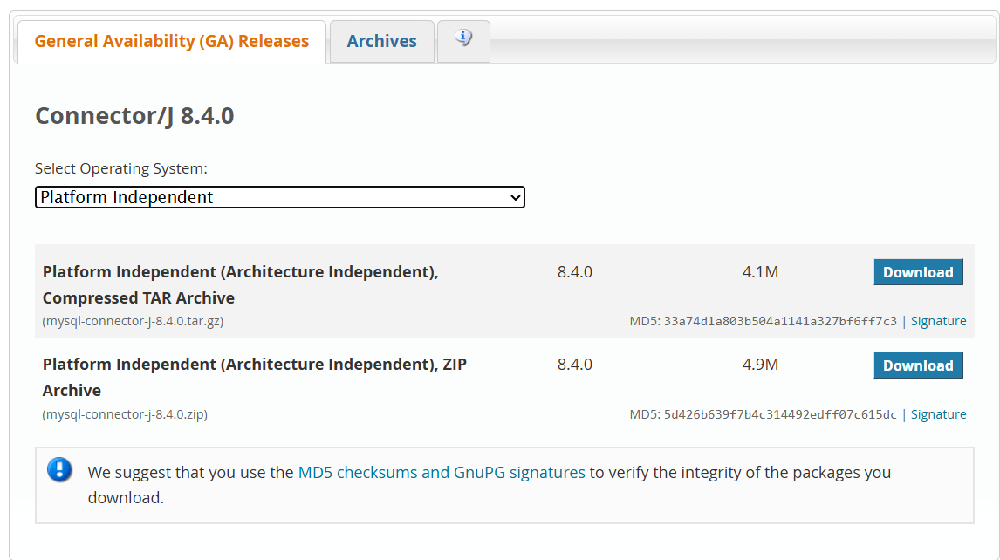 General Availability (GA) Releases
Archives
Connector/J 8.4.0
Select Operating System:
Platform Independent
Platform Independent (Architecture Independent), 8.4.0 4.1M Download
Compressed TAR Archive
(mysql-connector-j-8.4.0.tar.gz) MD5: 33a74d1a803b504a1141a327bf6ff7c3 | Signature
Platform Independent (Architecture Independent), ZIP 8.4.0 4.9M Download
Archive
(mysql-connector-j-8.4.0.zip) MD5: 5d426b639f7b4c314492edff07c615dc | Signature
We suggest that you use the MD5 checksums and GnuPG signatures to verify the integrity of the packages you
download.